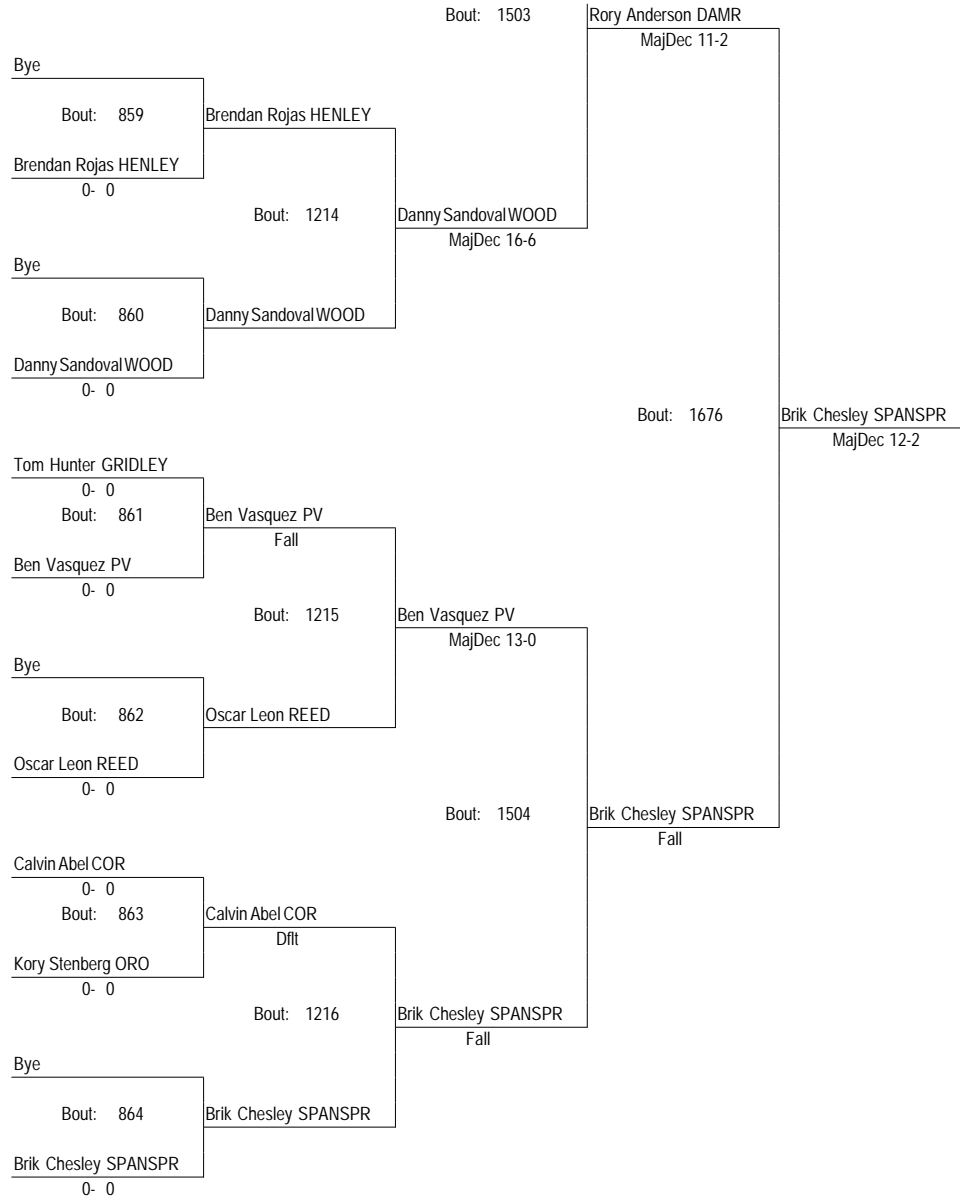 Bout: 1503 Rory Anderson DAMR
MajDec 11-2
Bye
Bout: 859 Brendan Rojas HENLEY
Brendan Rojas HENLEY
0- 0
Bout: 1214 Danny Sandoval WOOD
MajDec 16-6
Bye
Bout: 860 Danny Sandoval WOOD
Danny Sandoval WOOD
0- 0
Bout: 1676 Brik Chesley SPANSPR
MajDec 12-2
Tom Hunter GRIDLEY
0- 0
Bout: 861 Ben Vasquez PV
Fall
Ben Vasquez PV
0- 0
Bout: 1215 Ben Vasquez PV
MajDec 13-0
Bye
Bout: 862 Oscar Leon REED
Oscar Leon REED
0- 0
Bout: 1504 Brik Chesley SPANSPR
Fall
Calvin Abel COR
0- 0
Bout: 863 Calvin Abel COR
Dflt
Kory Stenberg ORO
0- 0
Bout: 1216 Brik Chesley SPANSPR
Fall
Bye
Bout: 864 Brik Chesley SPANSPR
Brik Chesley SPANSPR
0- 0